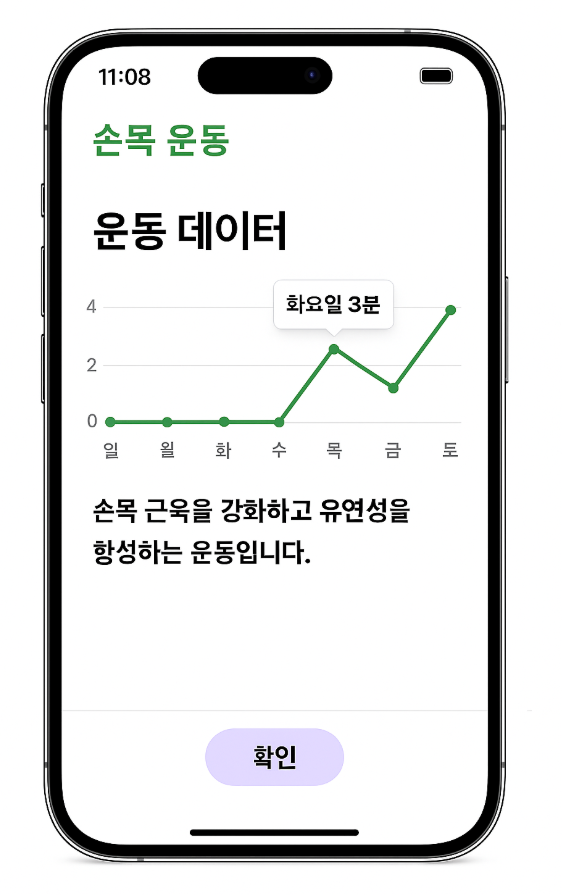 11:08
손목 운동
운동 데이터
화요일 3분
4
2
0
일 월 화 수 목 금 토
손목 근육을 강화하고 유연성을
항성하는 운동입니다.
확인